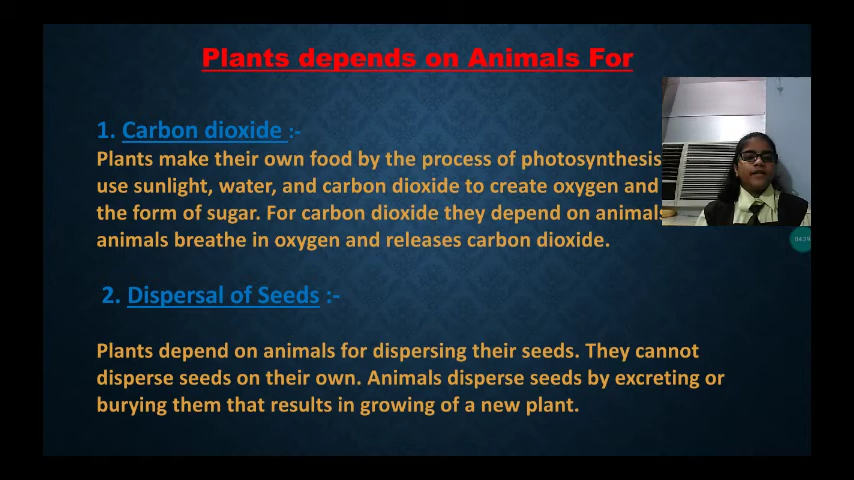 Plants depends on Animals For
1. Carbon dioxide :-
Plants make their own food by the process of photosynthesis
use sunlight, water, and carbon dioxide to create oxygen and
the form of sugar. For carbon dioxide they depend on animals
animals breathe in oxygen and releases carbon dioxide.
2. Dispersal of Seeds :-
Plants depend on animals for dispersing their seeds. They cannot
disperse seeds on their own. Animals disperse seeds by excreting or
burying them that results in growing of a new plant.